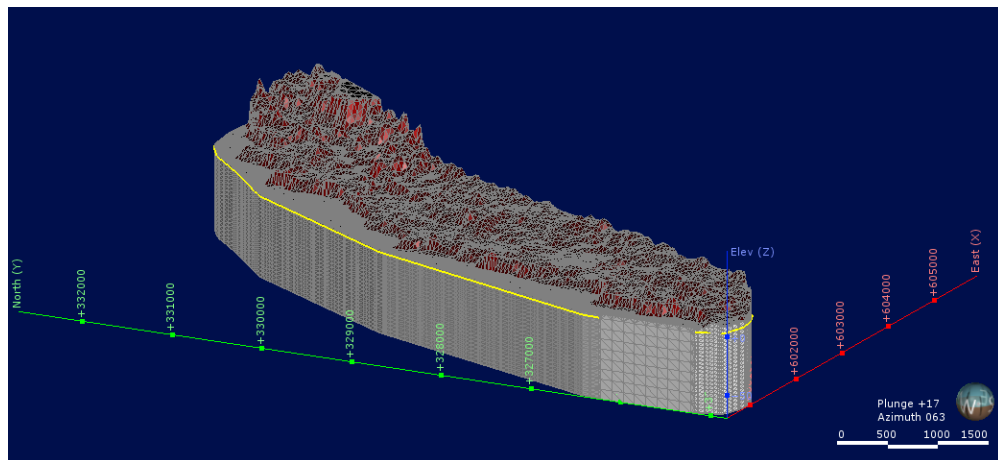 Elev (Z)
East (X)
+605000
+604000
+603000
+602000
North (Y)
+332000
+331000
+330000
+329000
+328000
+327000
Plunge +17
Azimuth 063
0 500 1000 1500